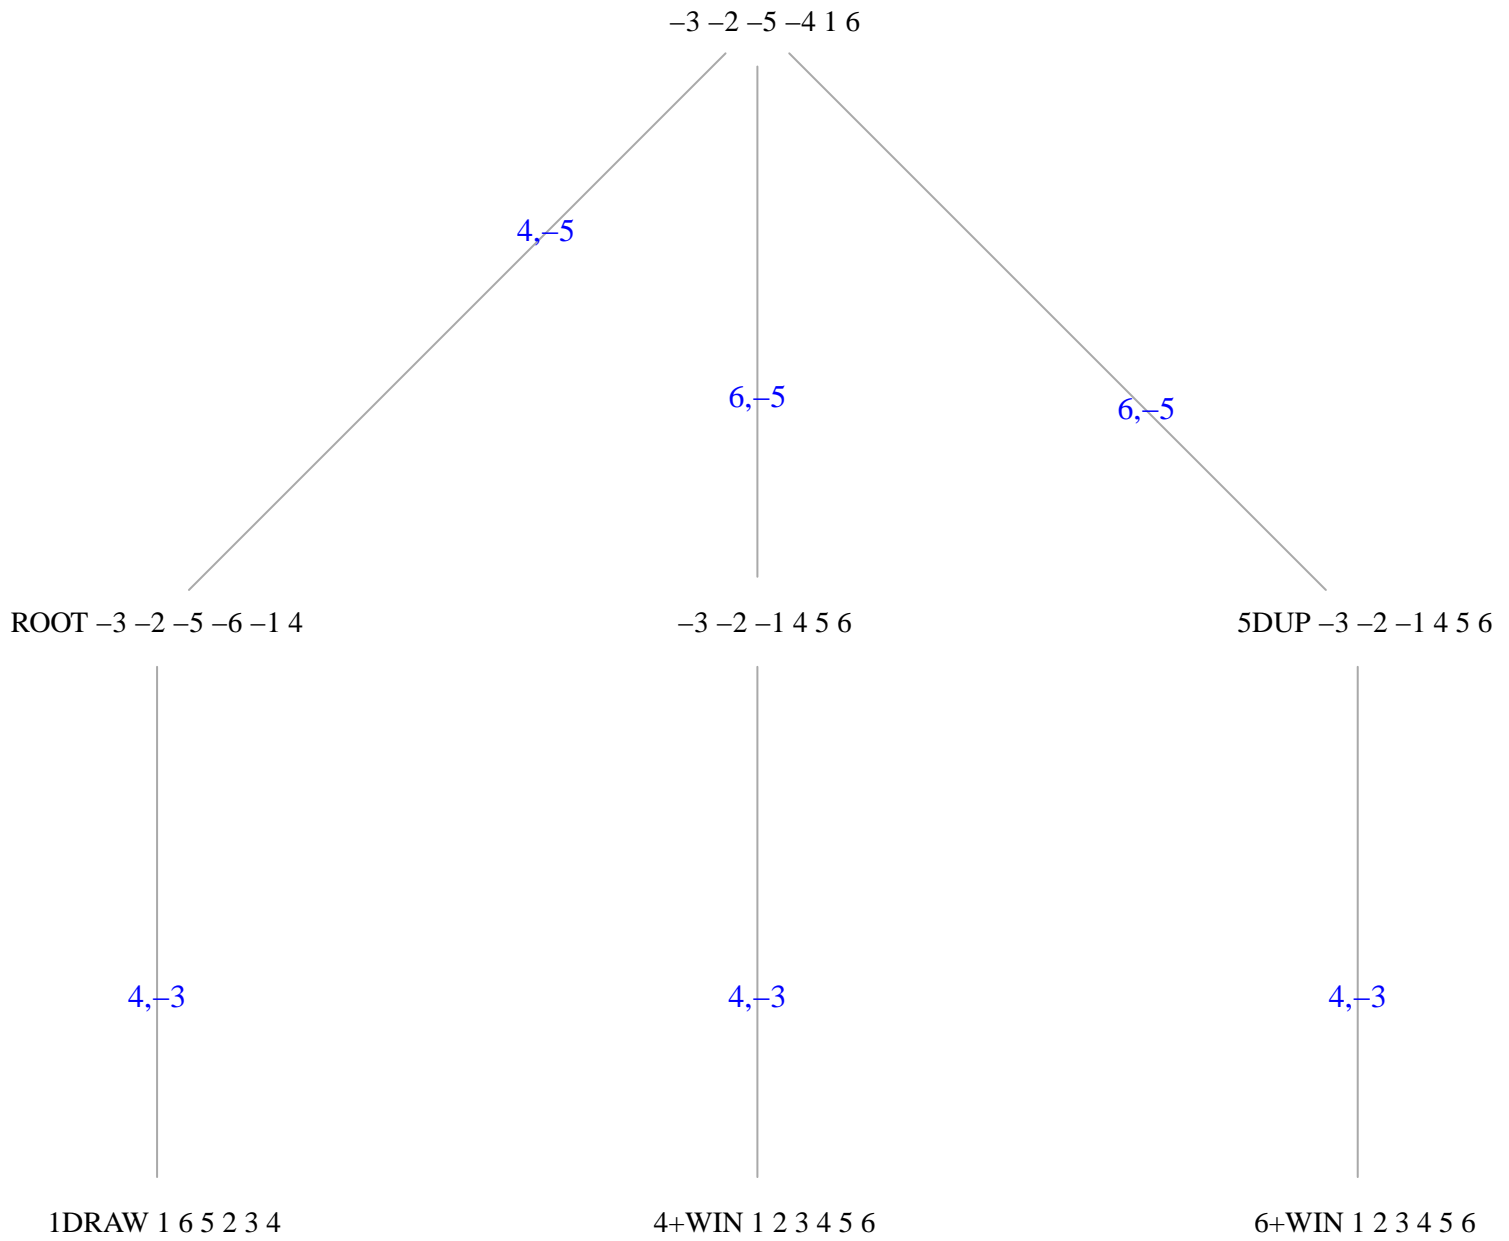 –3 –2 –5 –4 1 6
4,–5
6,–5
6,–5
ROOT –3 –2 –5 –6 –1 4
–3 –2 –1 4 5 6
5DUP –3 –2 –1 4 5 6
4,–3
4,–3
4,–3
1DRAW 1 6 5 2 3 4
4+WIN 1 2 3 4 5 6
6+WIN 1 2 3 4 5 6